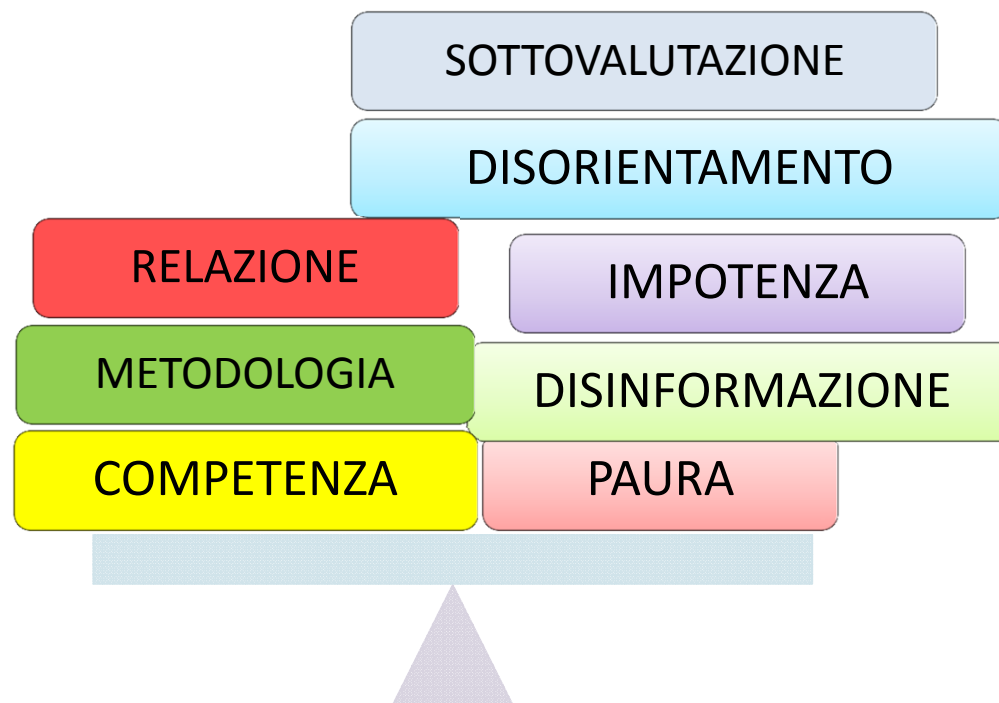 SOTTOVALUTAZIONE
DISORIENTAMENTO
RELAZIONE
IMPOTENZA
METODOLOGIA
DISINFORMAZIONE
COMPETENZA
PAURA